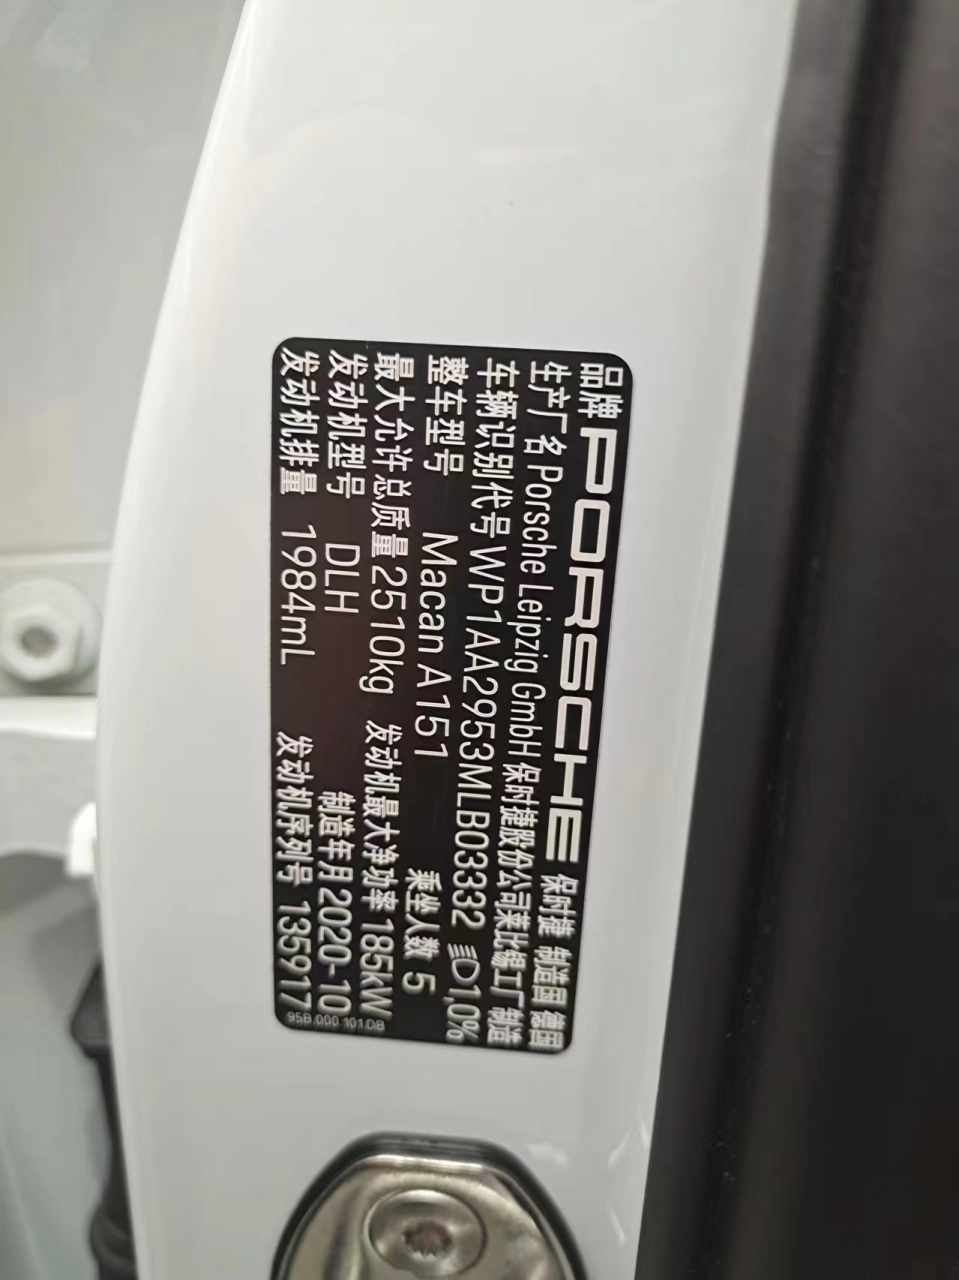 品牌 PORSCHE 保时捷 制造国 德国
生产厂名 Porsche Leipzig GmbH 保时捷股份公司莱比锡工厂制造
车辆识别代号 WP1AA2953MLB03332 1,0%
整车型号 Macan A151 乘坐人数 5
最大允许总质量 2510kg 发动机最大净功率 185kW
发动机型号 DLH 制造年月 2020-10
发动机排量 1984mL 发动机序列号 135917
95B.000.101.DB